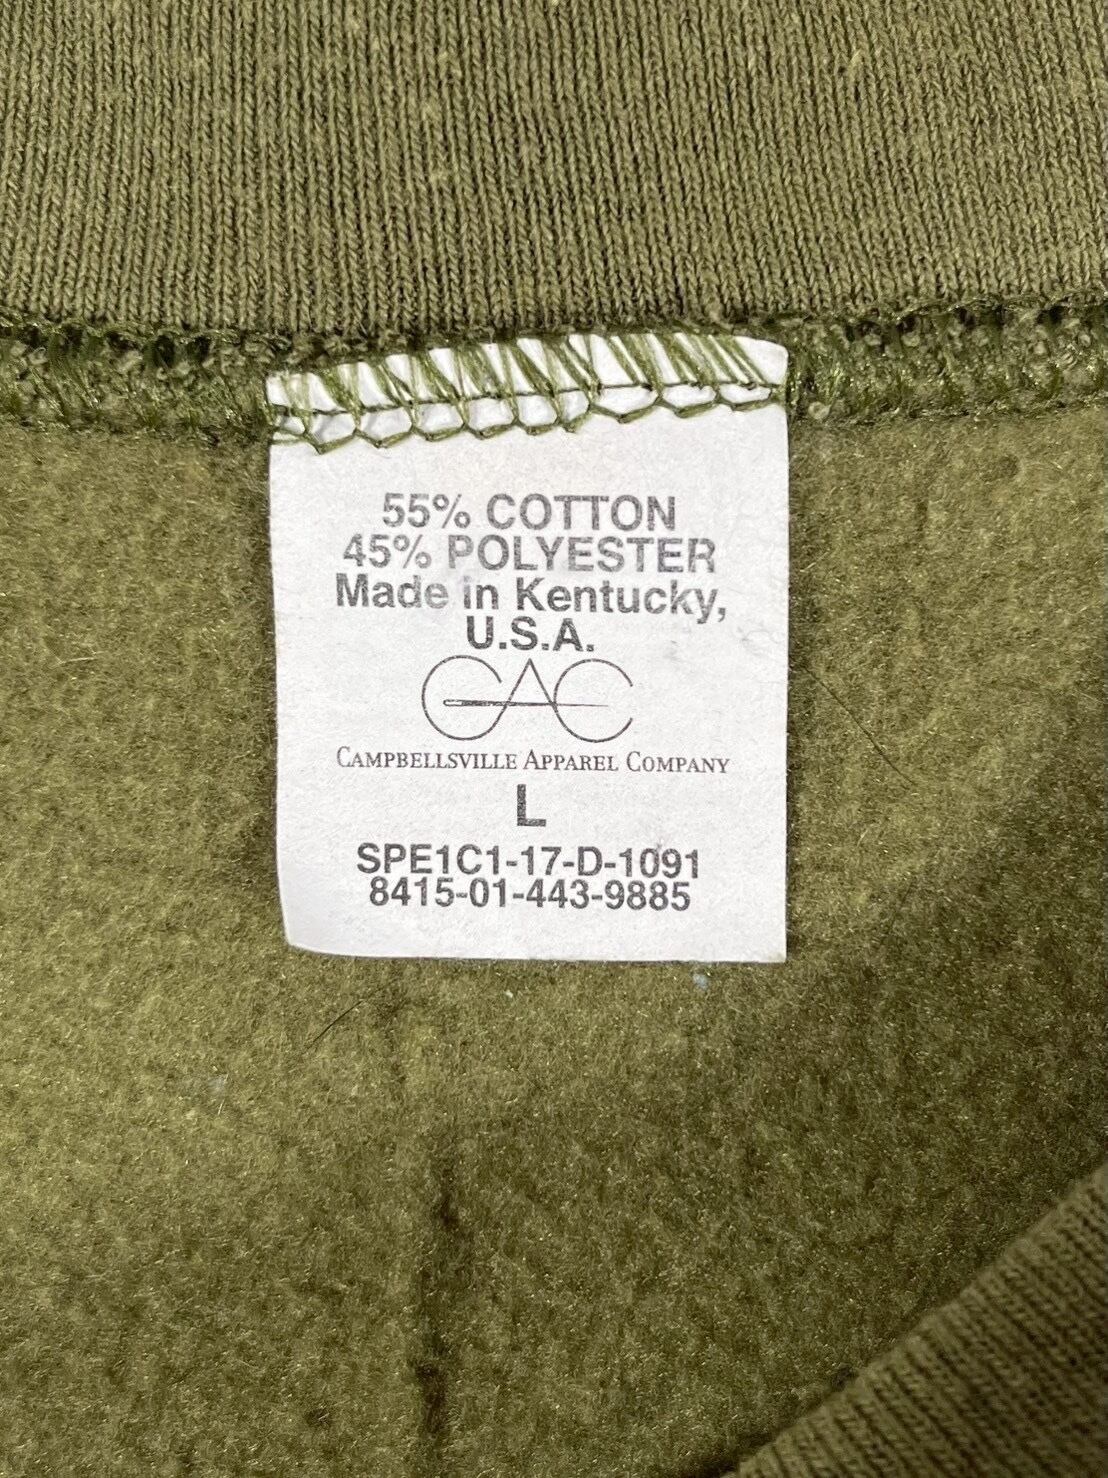 55% COTTON
45% POLYESTER
Made in Kentucky,
U.S.A.
CAC
CAMPBELLSVILLE APPAREL COMPANY
L
SPE1C1-17-D-1091
8415-01-443-9885